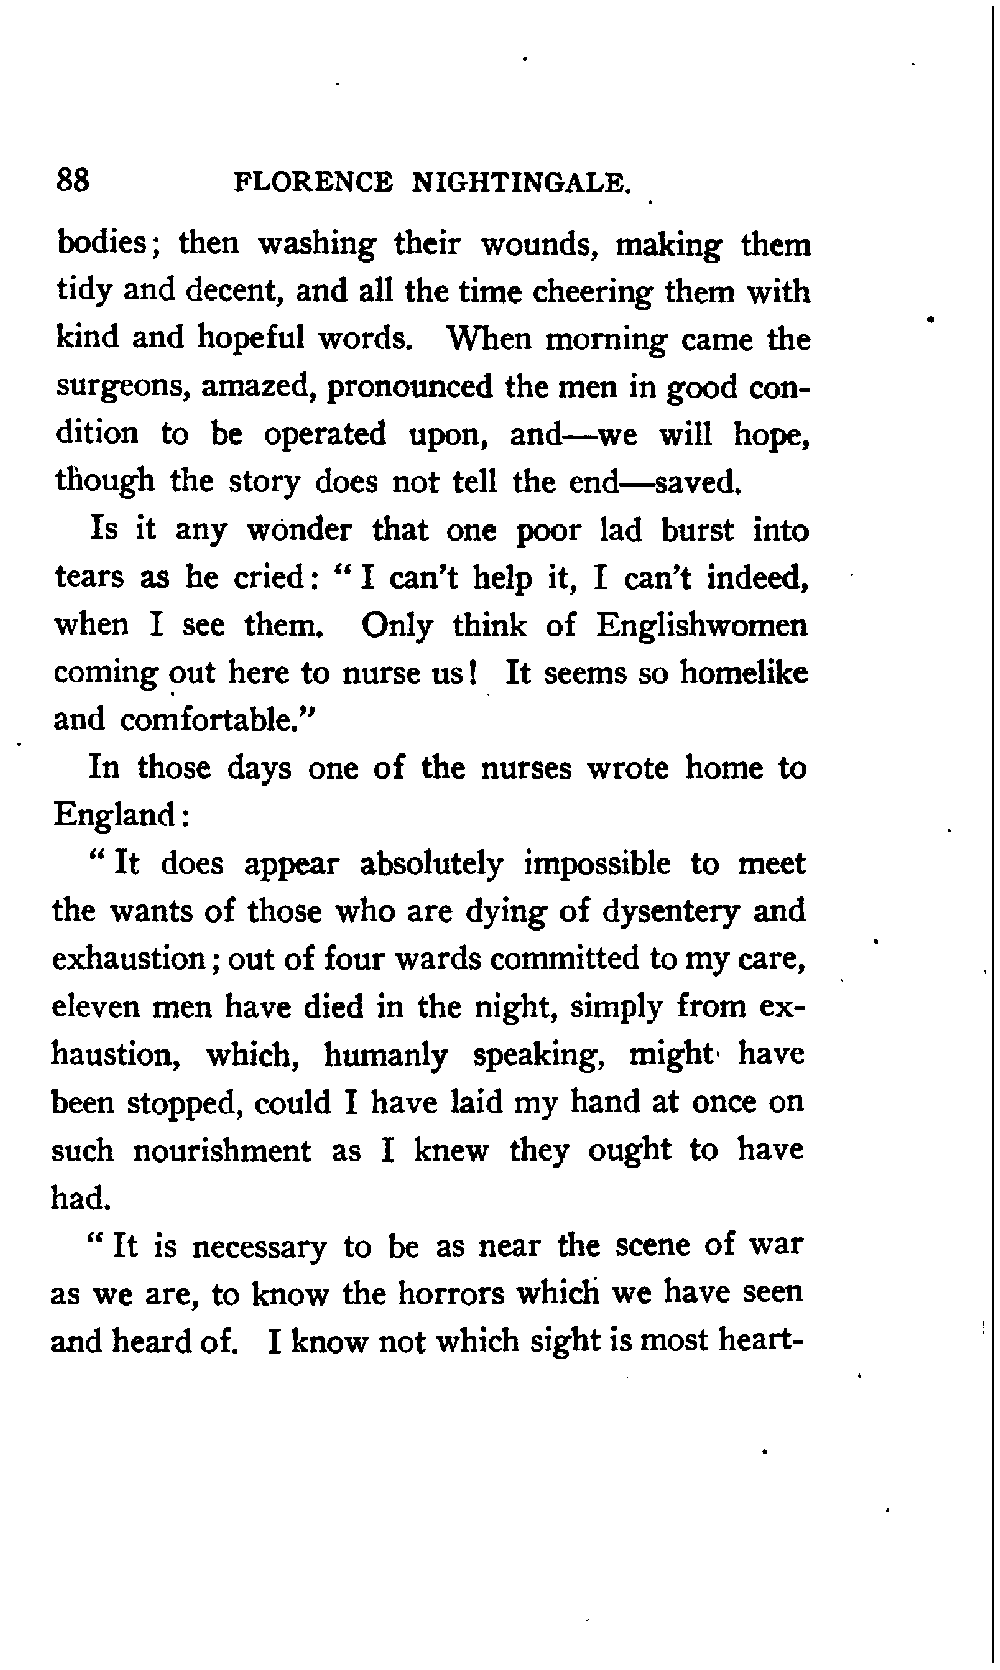 88 FLORENCE NIGHTINGALE.
bodies; then washing their wounds, making them
tidy and decent, and all the time cheering them with
kind and hopeful words. When morning came the
surgeons, amazed, pronounced the men in good con-
dition to be operated upon, and—we will hope,
though the story does not tell the end—saved.
Is it any wonder that one poor lad burst into
tears as he cried: "I can't help it, I can't indeed,
when I see them. Only think of Englishwomen
coming out here to nurse us! It seems so homelike
and comfortable."
In those days one of the nurses wrote home to
England:
"It does appear absolutely impossible to meet
the wants of those who are dying of dysentery and
exhaustion; out of four wards committed to my care,
eleven men have died in the night, simply from ex-
haustion, which, humanly speaking, might have
been stopped, could I have laid my hand at once on
such nourishment as I knew they ought to have
had.
"It is necessary to be as near the scene of war
as we are, to know the horrors which we have seen
and heard of. I know not which sight is most heart-